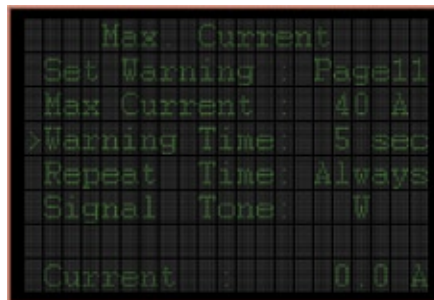 Max. Current
Set Warning : Page11
Max Current : 40 A
>Warning Time: 5 sec
Repeat Time: Always
Signal Tone: W
Current : 0.0 A